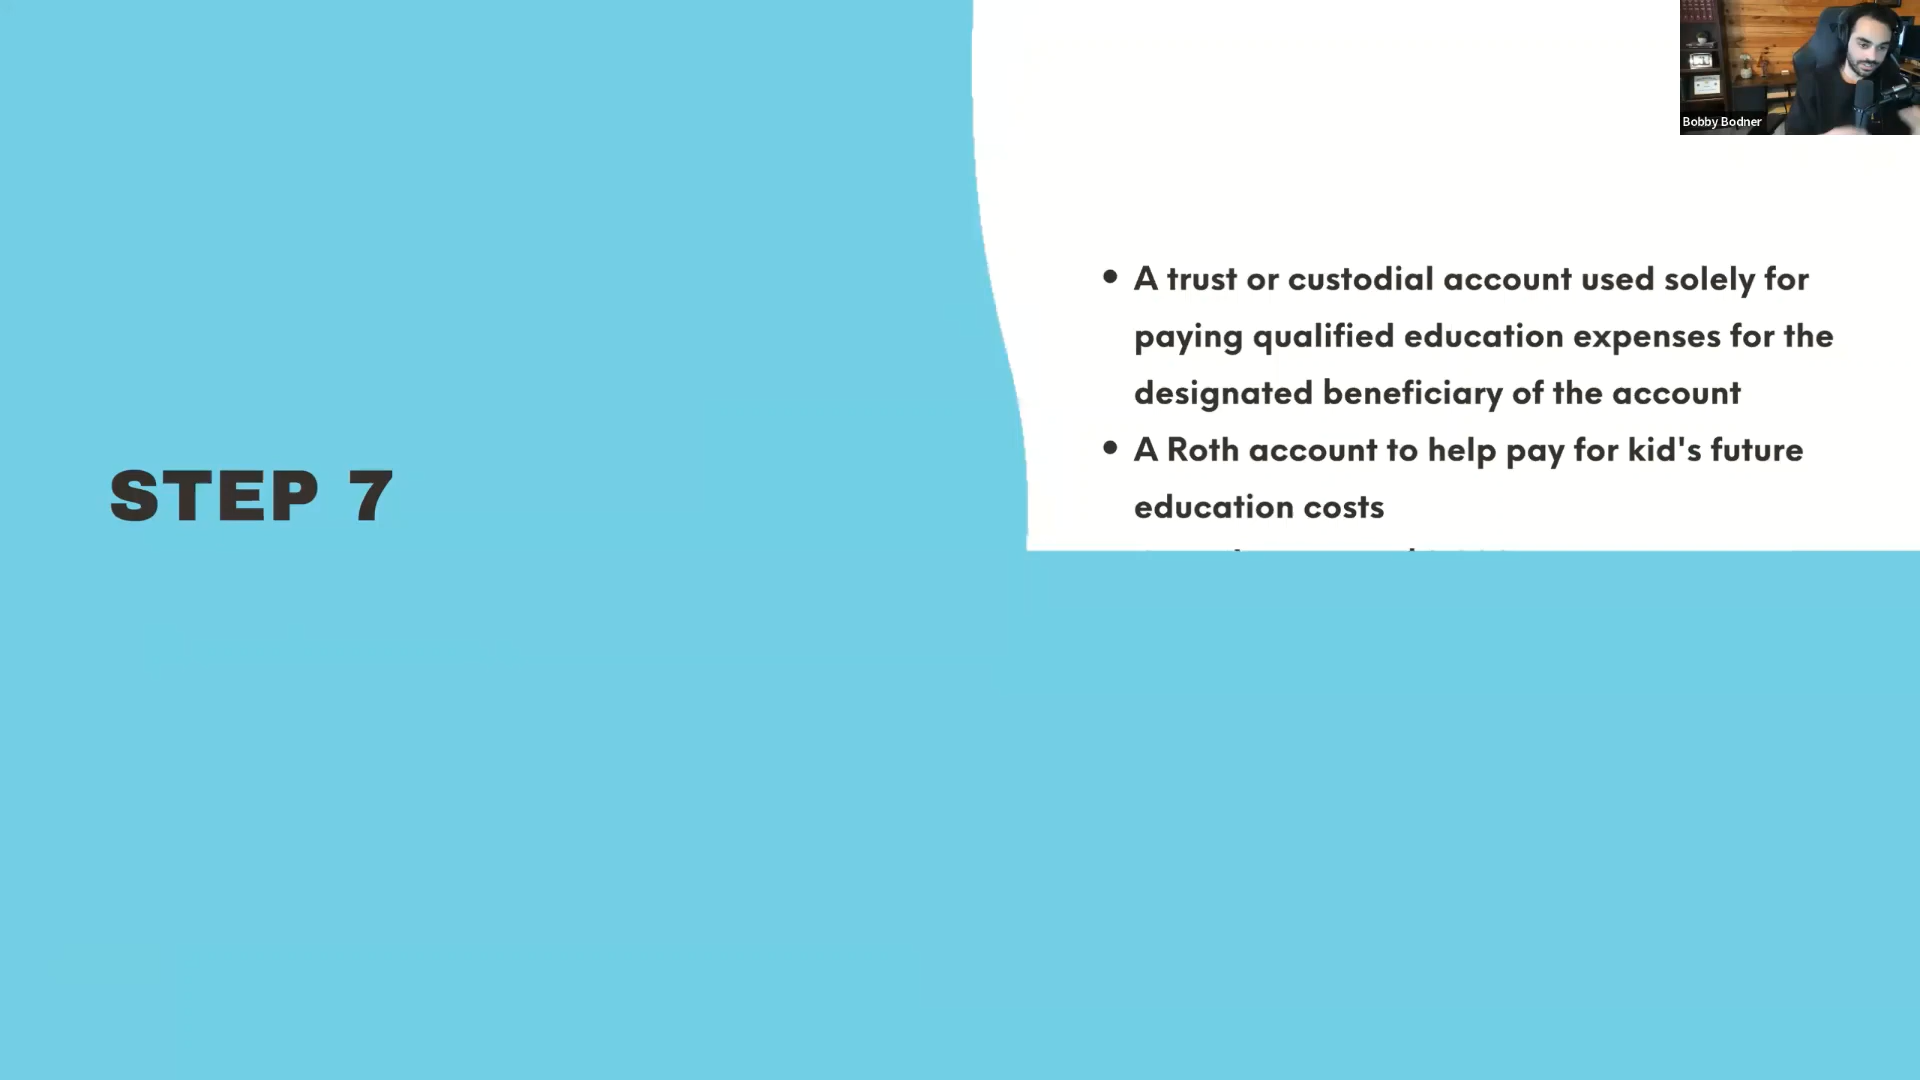 Bobby Bodner
STEP 7
• A trust or custodial account used solely for
paying qualified education expenses for the
designated beneficiary of the account
• A Roth account to help pay for kid's future
education costs